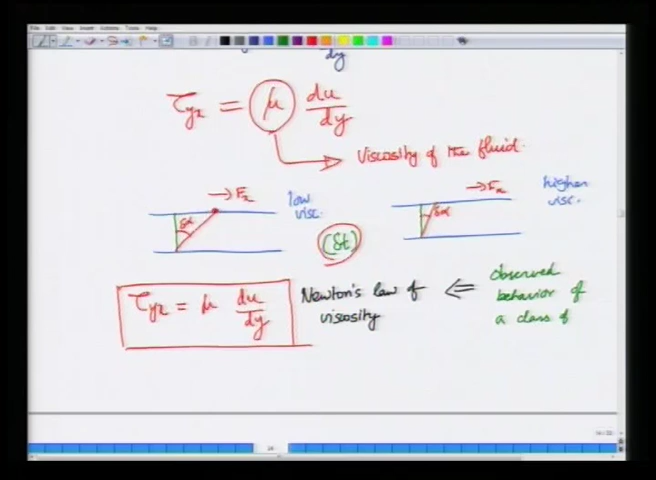 dy
τyx = μ du/dy
Viscosity of the fluid.
→ Fx
low
visc.
δα
(δt)
→ Fx
higher
visc.
δα
τyx = μ du/dy
Newton's law of
viscosity
⇐
observed
behavior of
a class of